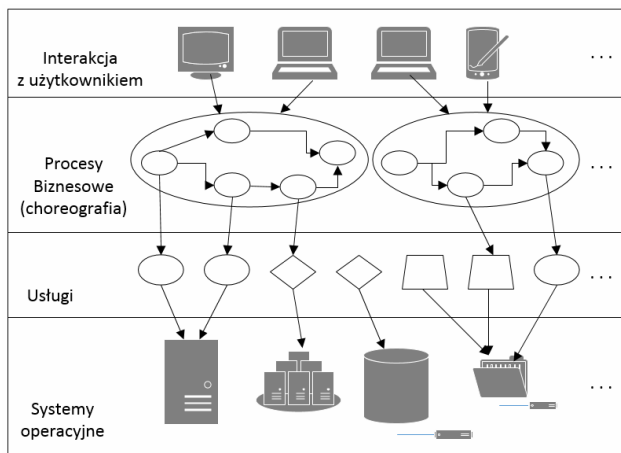 Interakcja
z użytkownikiem
...
Procesy
Biznesowe
(choreografia)
...
Usługi
...
Systemy
operacyjne
...